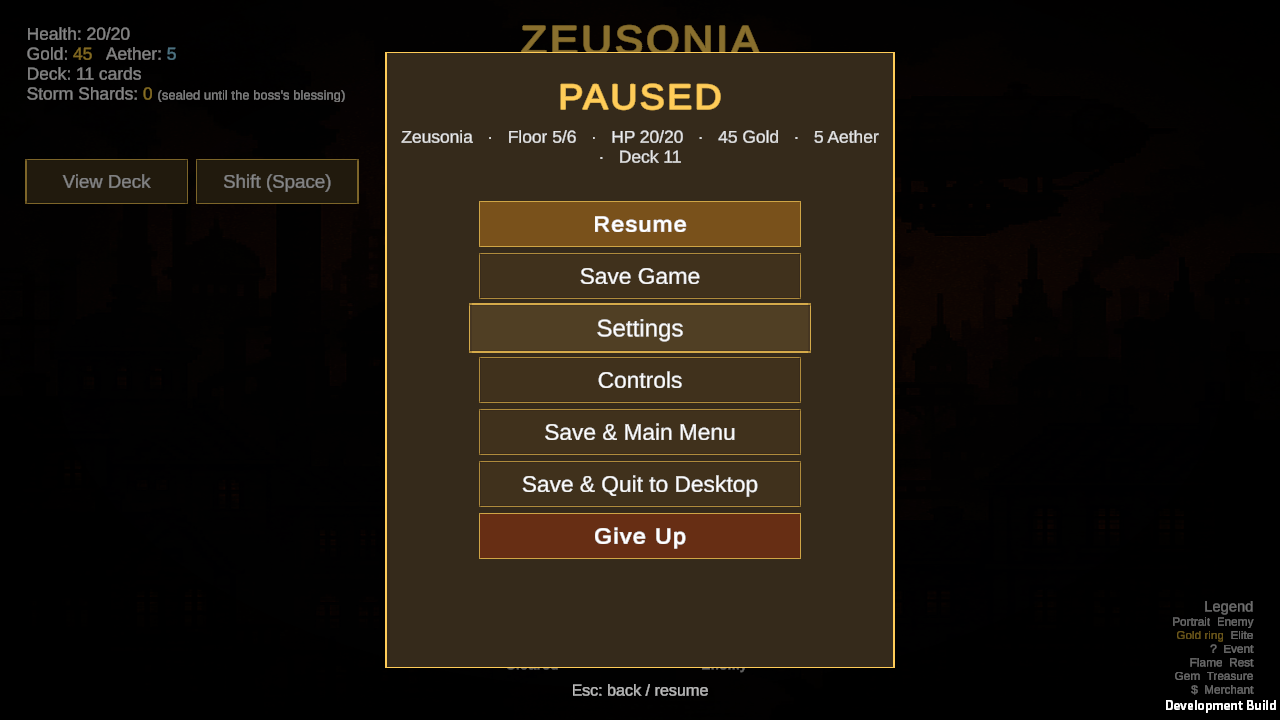 ZEUSONIA
Health: 20/20
Gold: 45 Aether: 5
Deck: 11 cards
Storm Shards: 0 (sealed until the boss's blessing)
View Deck
Shift (Space)
PAUSED
Zeusonia · Floor 5/6 · HP 20/20 · 45 Gold · 5 Aether
· Deck 11
Resume
Save Game
Settings
Controls
Save & Main Menu
Save & Quit to Desktop
Give Up
Esc: back / resume
Legend
Portrait Enemy
Gold ring Elite
? Event
Flame Rest
Gem Treasure
$ Merchant
Development Build